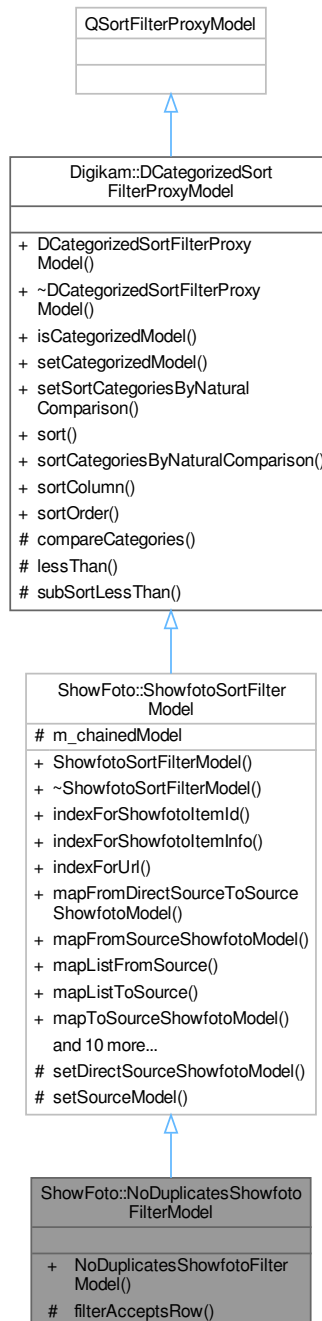 QSortFilterProxyModel
Digikam::DCategorizedSort
FilterProxyModel
+ DCategorizedSortFilterProxy
Model()
+ ~DCategorizedSortFilterProxy
Model()
+ isCategorizedModel()
+ setCategorizedModel()
+ setSortCategoriesByNatural
Comparison()
+ sort()
+ sortCategoriesByNaturalComparison()
+ sortColumn()
+ sortOrder()
# compareCategories()
# lessThan()
# subSortLessThan()
ShowFoto::ShowfotoSortFilter
Model
# m_chainedModel
+ ShowfotoSortFilterModel()
+ ~ShowfotoSortFilterModel()
+ indexForShowfotoItemId()
+ indexForShowfotoItemInfo()
+ indexForUrl()
+ mapFromDirectSourceToSource
ShowfotoModel()
+ mapFromSourceShowfotoModel()
+ mapListFromSource()
+ mapListToSource()
+ mapToSourceShowfotoModel()
and 10 more...
# setDirectSourceShowfotoModel()
# setSourceModel()
ShowFoto::NoDuplicatesShowfoto
FilterModel
+ NoDuplicatesShowfotoFilter
Model()
# filterAcceptsRow()